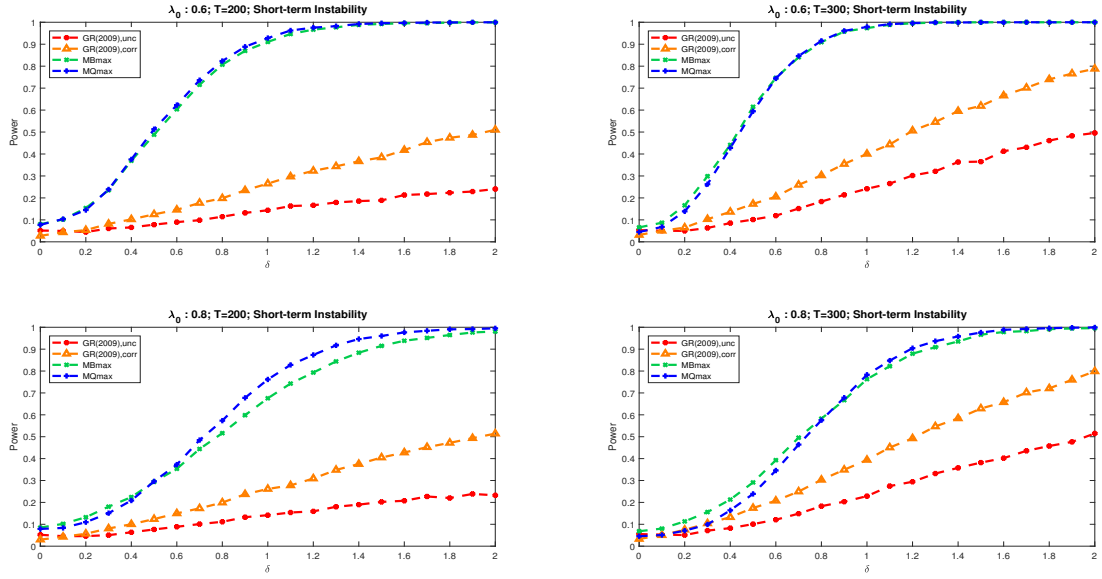 λ0 : 0.6; T=200; Short-term Instability
1
0.9
0.8
0.7
0.6
0.5
0.4
0.3
0.2
0.1
0
Power
GR(2009),unc
GR(2009),corr
MBmax
MQmax
0 0.2 0.4 0.6 0.8 1 1.2 1.4 1.6 1.8 2
δ
λ0 : 0.6; T=300; Short-term Instability
1
0.9
0.8
0.7
0.6
0.5
0.4
0.3
0.2
0.1
0
Power
GR(2009),unc
GR(2009),corr
MBmax
MQmax
0 0.2 0.4 0.6 0.8 1 1.2 1.4 1.6 1.8 2
δ
λ0 : 0.8; T=200; Short-term Instability
1
0.9
0.8
0.7
0.6
0.5
0.4
0.3
0.2
0.1
0
Power
GR(2009),unc
GR(2009),corr
MBmax
MQmax
0 0.2 0.4 0.6 0.8 1 1.2 1.4 1.6 1.8 2
δ
λ0 : 0.8; T=300; Short-term Instability
1
0.9
0.8
0.7
0.6
0.5
0.4
0.3
0.2
0.1
0
Power
GR(2009),unc
GR(2009),corr
MBmax
MQmax
0 0.2 0.4 0.6 0.8 1 1.2 1.4 1.6 1.8 2
δ